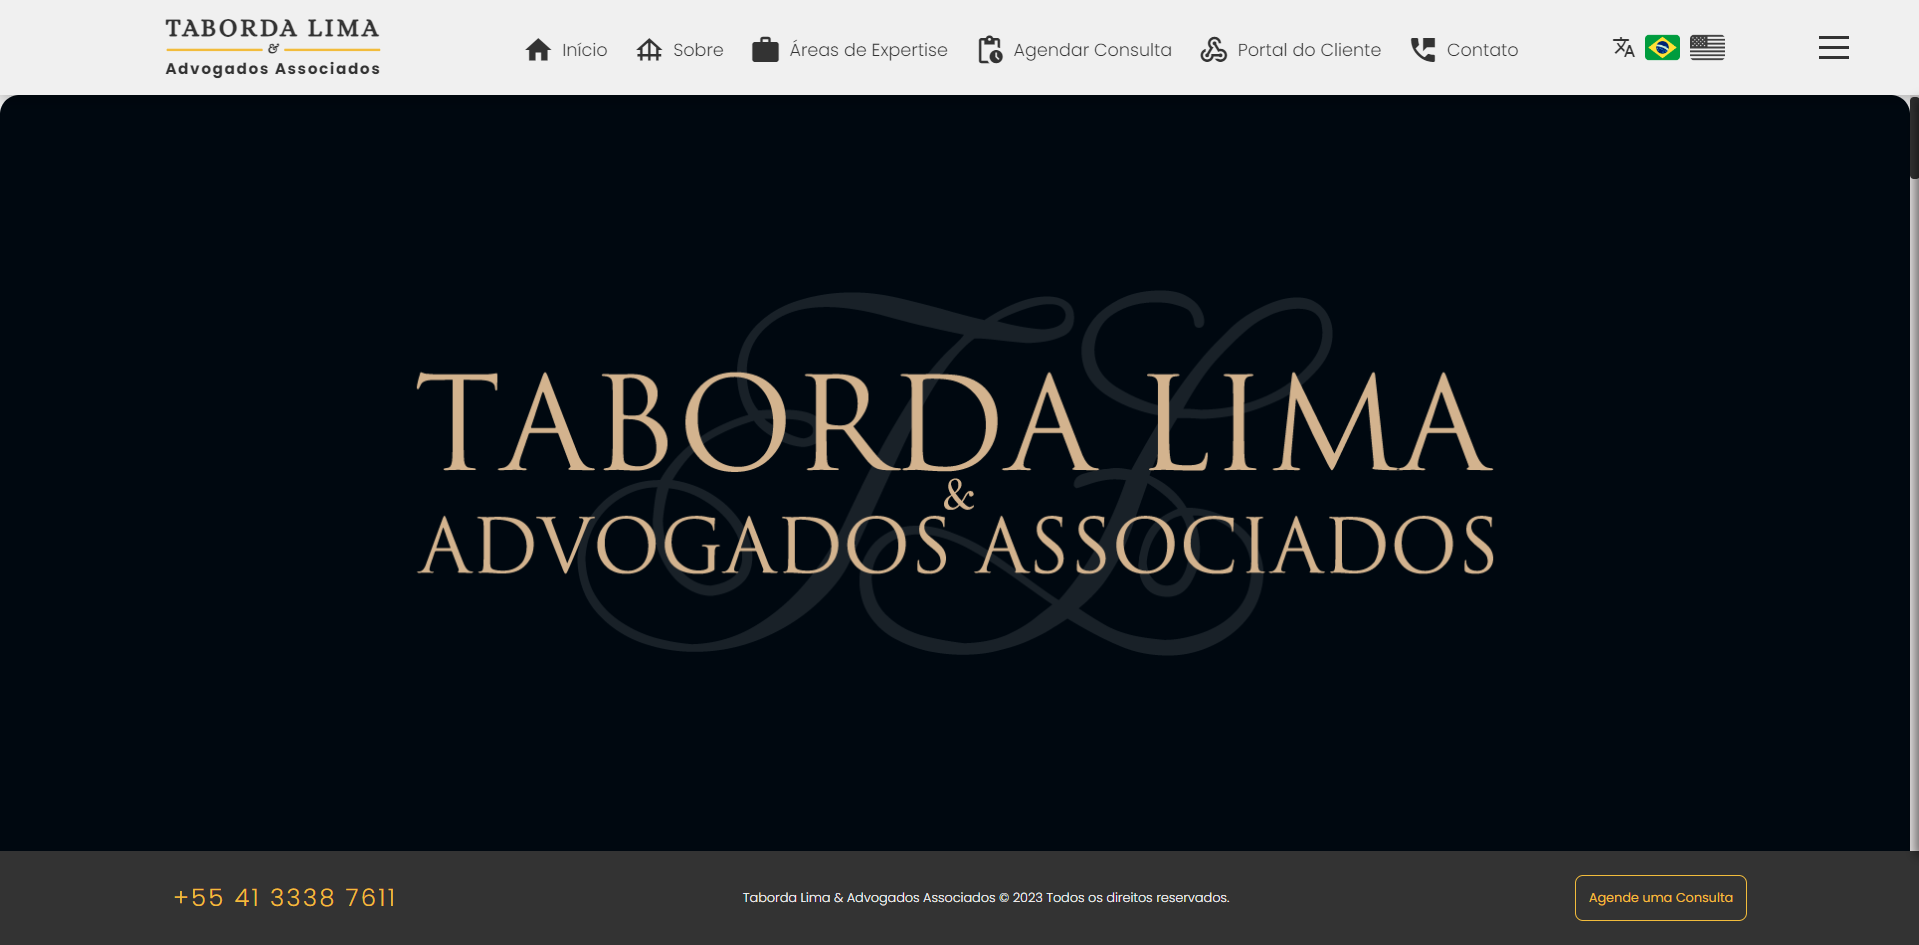 TABORDA LIMA
&
Advogados Associados
Início
Sobre
Áreas de Expertise
Agendar Consulta
Portal do Cliente
Contato
TABORDA LIMA
&
ADVOGADOS ASSOCIADOS
+55 41 3338 7611
Taborda Lima & Advogados Associados © 2023 Todos os direitos reservados.
Agende uma Consulta